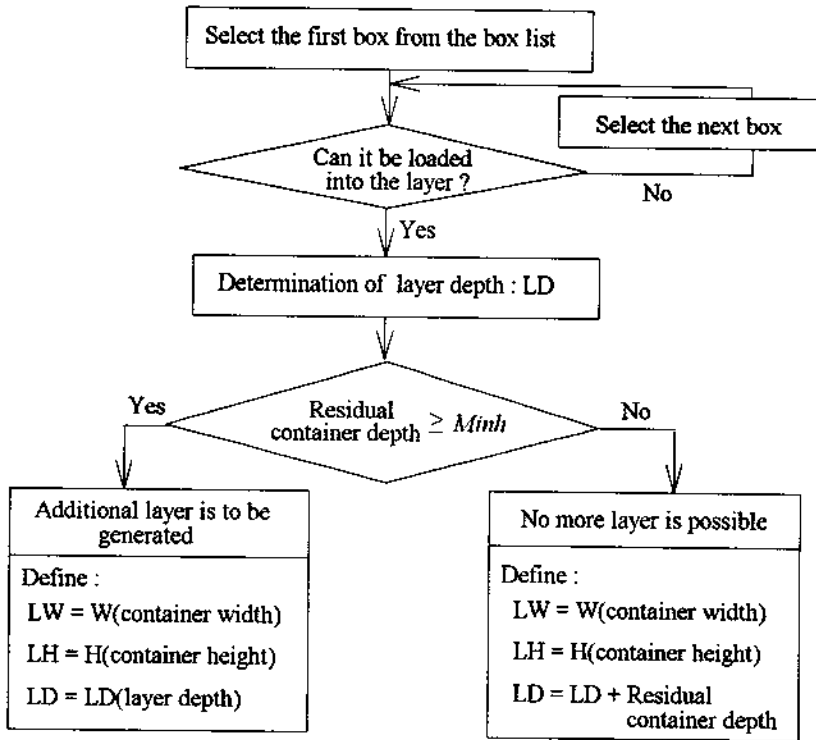 Select the first box from the box list
Select the next box
Can it be loaded
into the layer ?
No
Yes
Determination of layer depth : LD
Yes
Residual
container depth ≥ Minh
No
Additional layer is to be
generated
Define :
LW = W(container width)
LH = H(container height)
LD = LD(layer depth)
No more layer is possible
Define :
LW = W(container width)
LH = H(container height)
LD = LD + Residual
container depth